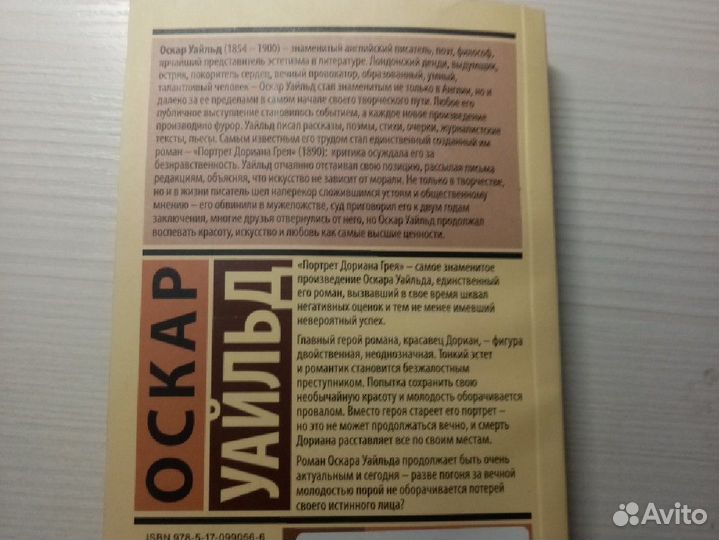 Оскар Уайльд (1854 – 1900) – знаменитый английский писатель, поэт, философ,
ярчайший представитель эстетизма в литературе. Лондонский денди, выдумщик,
остряк, покоритель сердец, вечный провокатор, образованный, умный,
талантливый человек – Оскар Уайльд стал знаменитым не только в Англии, но и
далеко за ее пределами в самом начале своего творческого пути. Любое его
публичное выступление становилось событием, а каждое новое произведение
производило фурор. Уайльд писал рассказы, поэмы, стихи, очерки, журналистские
тексты, пьесы. Самым известным его трудом стал единственный созданный им
роман – «Портрет Дориана Грея» (1890): критика осуждала его за
безнравственность. Уайльд отчаянно отстаивал свою позицию, рассылая письма
редакциям, объясняя, что искусство не зависит от морали. Не только в творчестве,
но и в жизни писатель шел наперекор сложившимся устоям и общественному
мнению – его обвинили в мужеложстве, суд приговорил его к двум годам
заключения, многие друзья отвернулись от него, но Оскар Уайльд продолжал
воспевать красоту, искусство и любовь как самые высшие ценности.
ОСКАР
УАЙЛЬД
«Портрет Дориана Грея» – самое знаменитое
произведение Оскара Уайльда, единственный
его роман, вызвавший в свое время шквал
негативных оценок и тем не менее имевший
невероятный успех.
Главный герой романа, красавец Дориан, – фигура
двойственная, неоднозначная. Тонкий эстет
и романтик становится безжалостным
преступником. Попытка сохранить свою
необычайную красоту и молодость оборачивается
провалом. Вместо героя стареет его портрет –
но это не может продолжаться вечно, и смерть
Дориана расставляет все по своим местам.
Роман Оскара Уайльда продолжает быть очень
актуальным и сегодня – разве погоня за вечной
молодостью порой не оборачивается потерей
своего истинного лица?
ISBN 978-5-17-099056-6
Avito